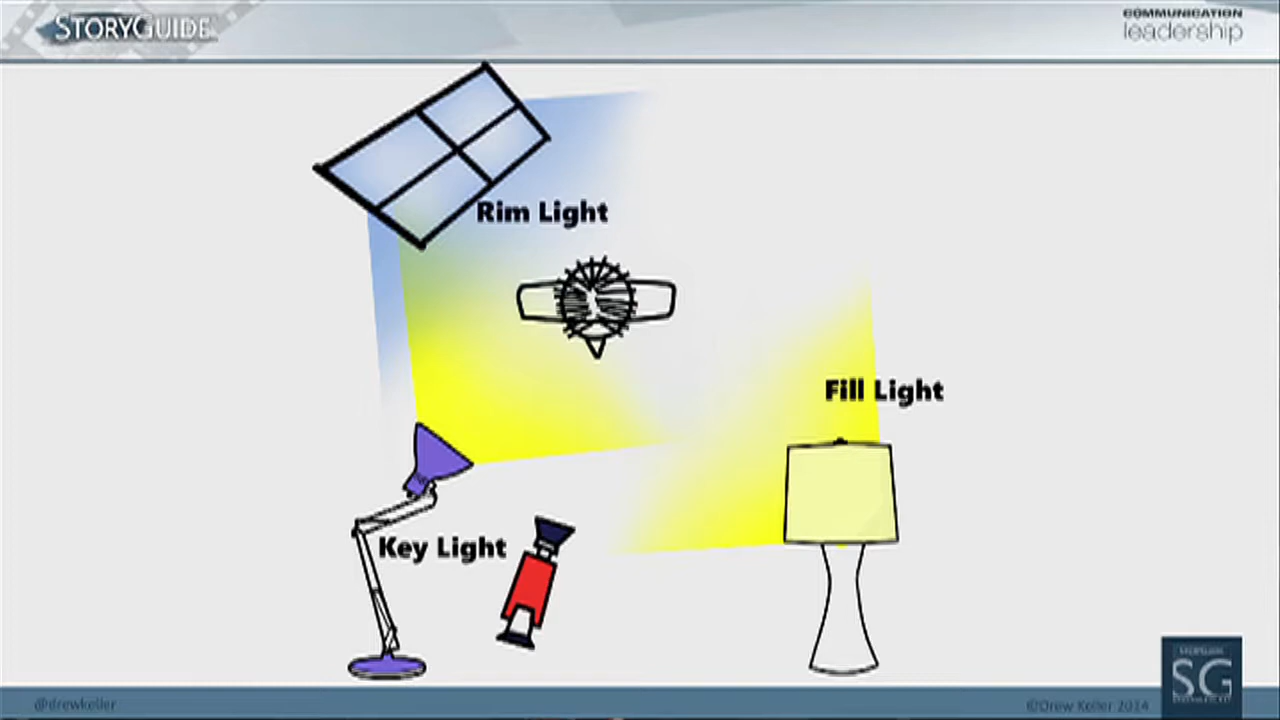 STORYGUIDE
COMMUNICATION
leadership
Rim Light
Fill Light
Key Light
SG
@drewkeller
©Drew Keller 2014